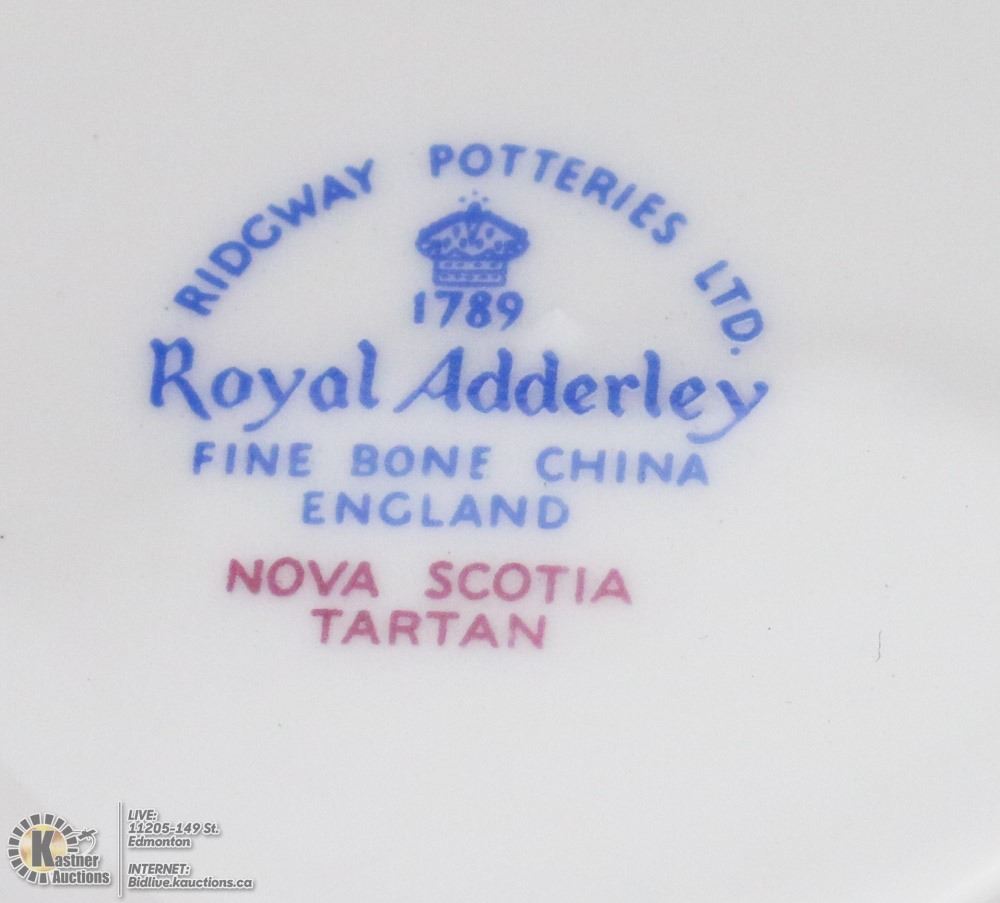 RIDGWAY POTTERIES LTD.
1789
Royal Adderley
FINE BONE CHINA
ENGLAND
NOVA SCOTIA
TARTAN
Kastner
Auctions
LIVE:
11205-149 St.
Edmonton
INTERNET:
Bidlive.kauctions.ca